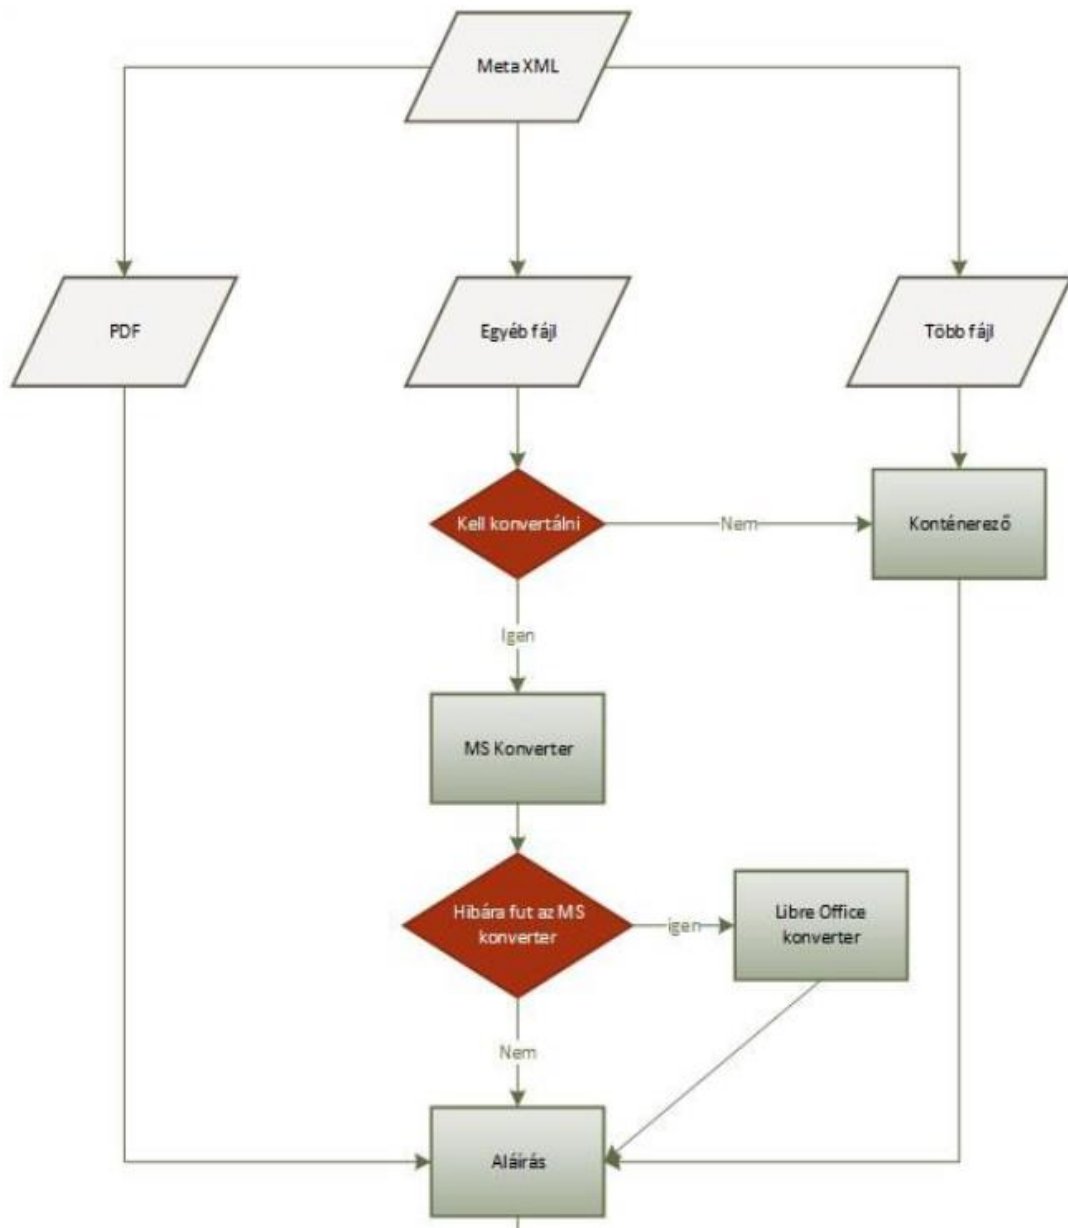 Meta XML
PDF
Egyéb fájl
Több fájl
Kell konvertálni
Nem
Konténerező
Igen
MS Konverter
Hibára fut az MS
konverter
igen
Libre Office
konverter
Nem
Aláírás